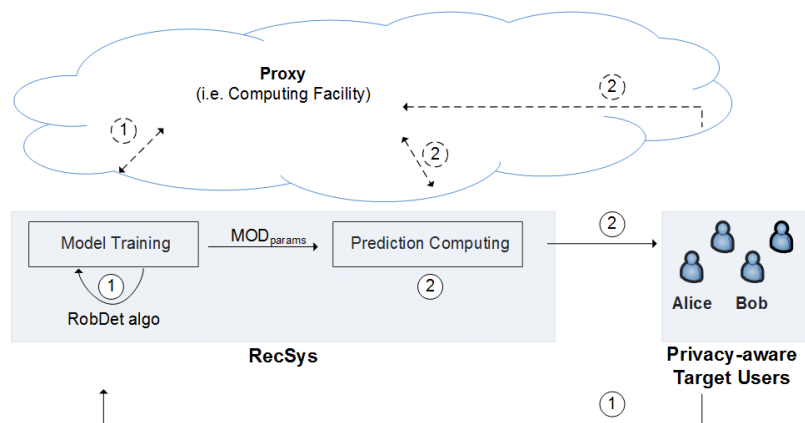 Proxy
(i.e. Computing Facility)
2
1
2
Model Training
MODparams
Prediction Computing
2
1
2
RobDet algo
Alice
Bob
RecSys
Privacy-aware
Target Users
1